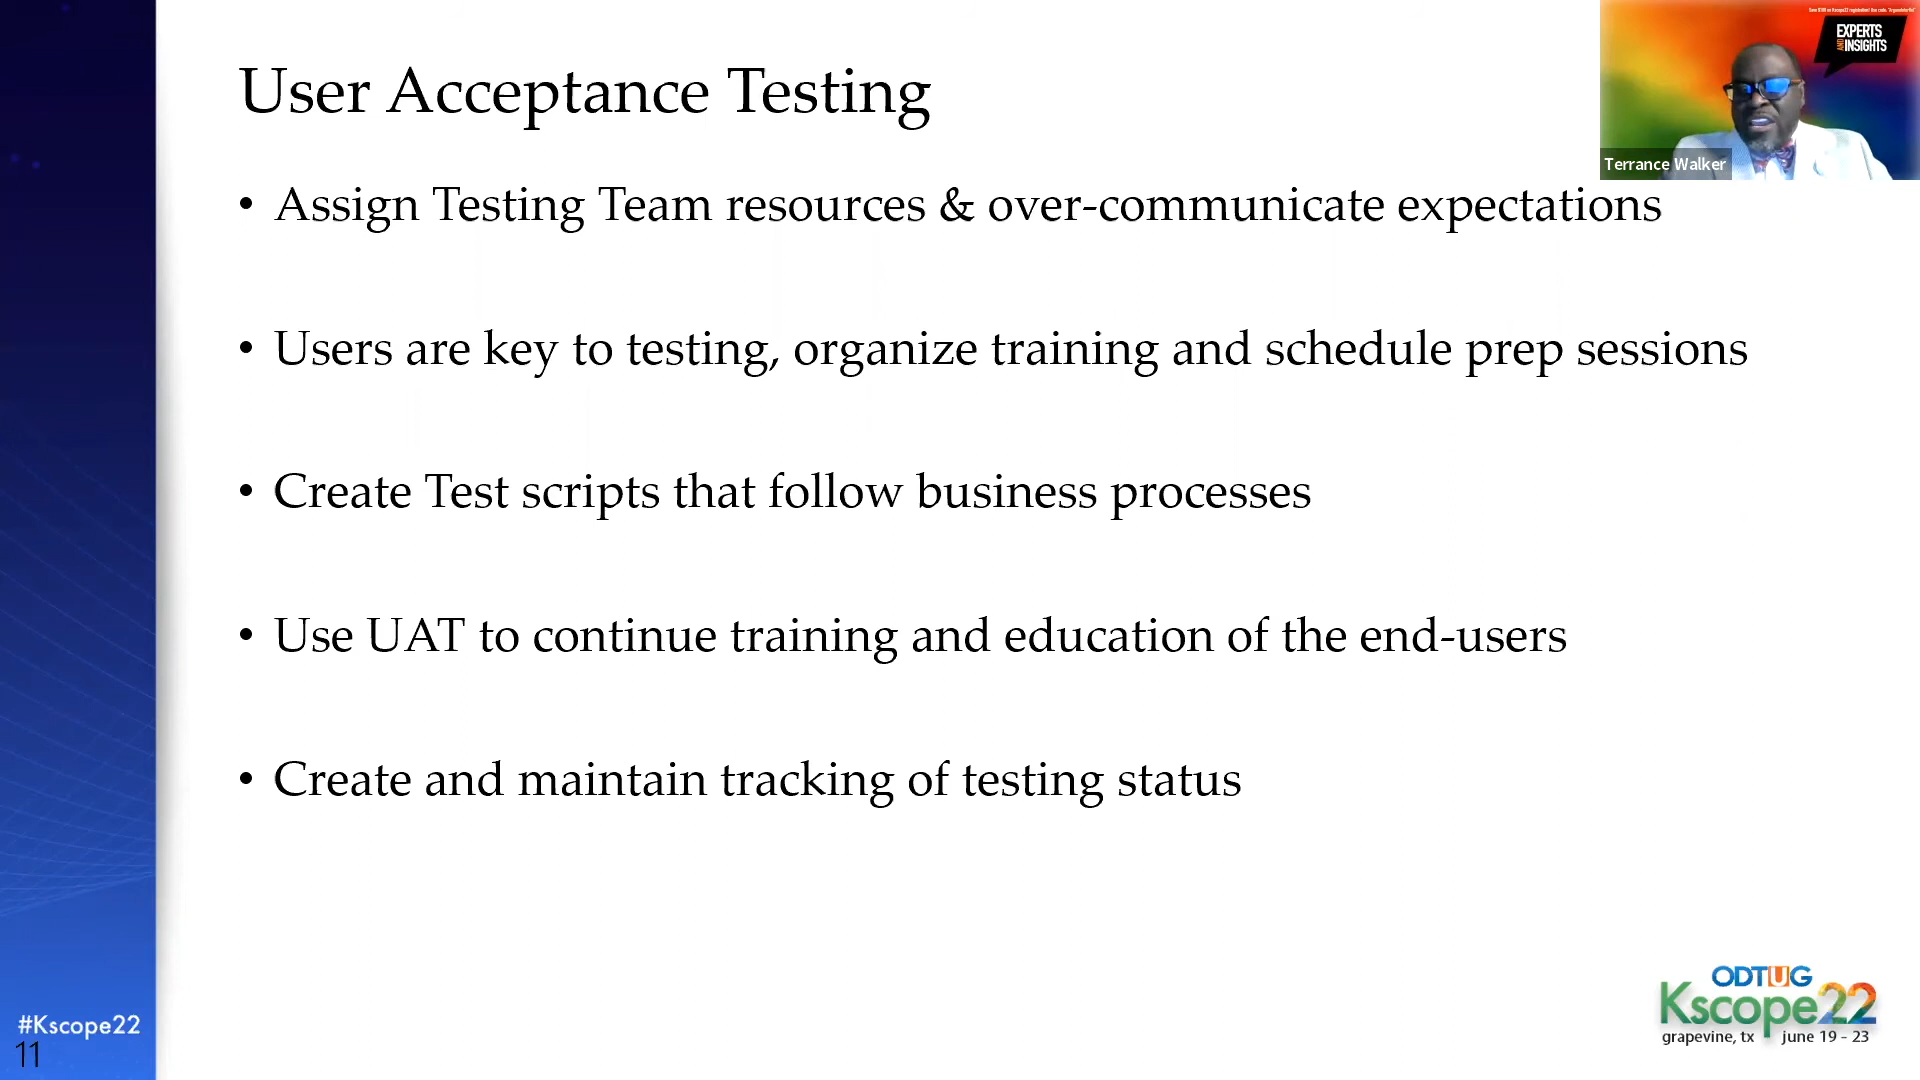 User Acceptance Testing
• Assign Testing Team resources & over-communicate expectations
• Users are key to testing, organize training and schedule prep sessions
• Create Test scripts that follow business processes
• Use UAT to continue training and education of the end-users
• Create and maintain tracking of testing status
EXPERTS
AND INSIGHTS
Terrance Walker
#Kscope22
11
ODTUG
Kscope22
grapevine, tx june 19 - 23